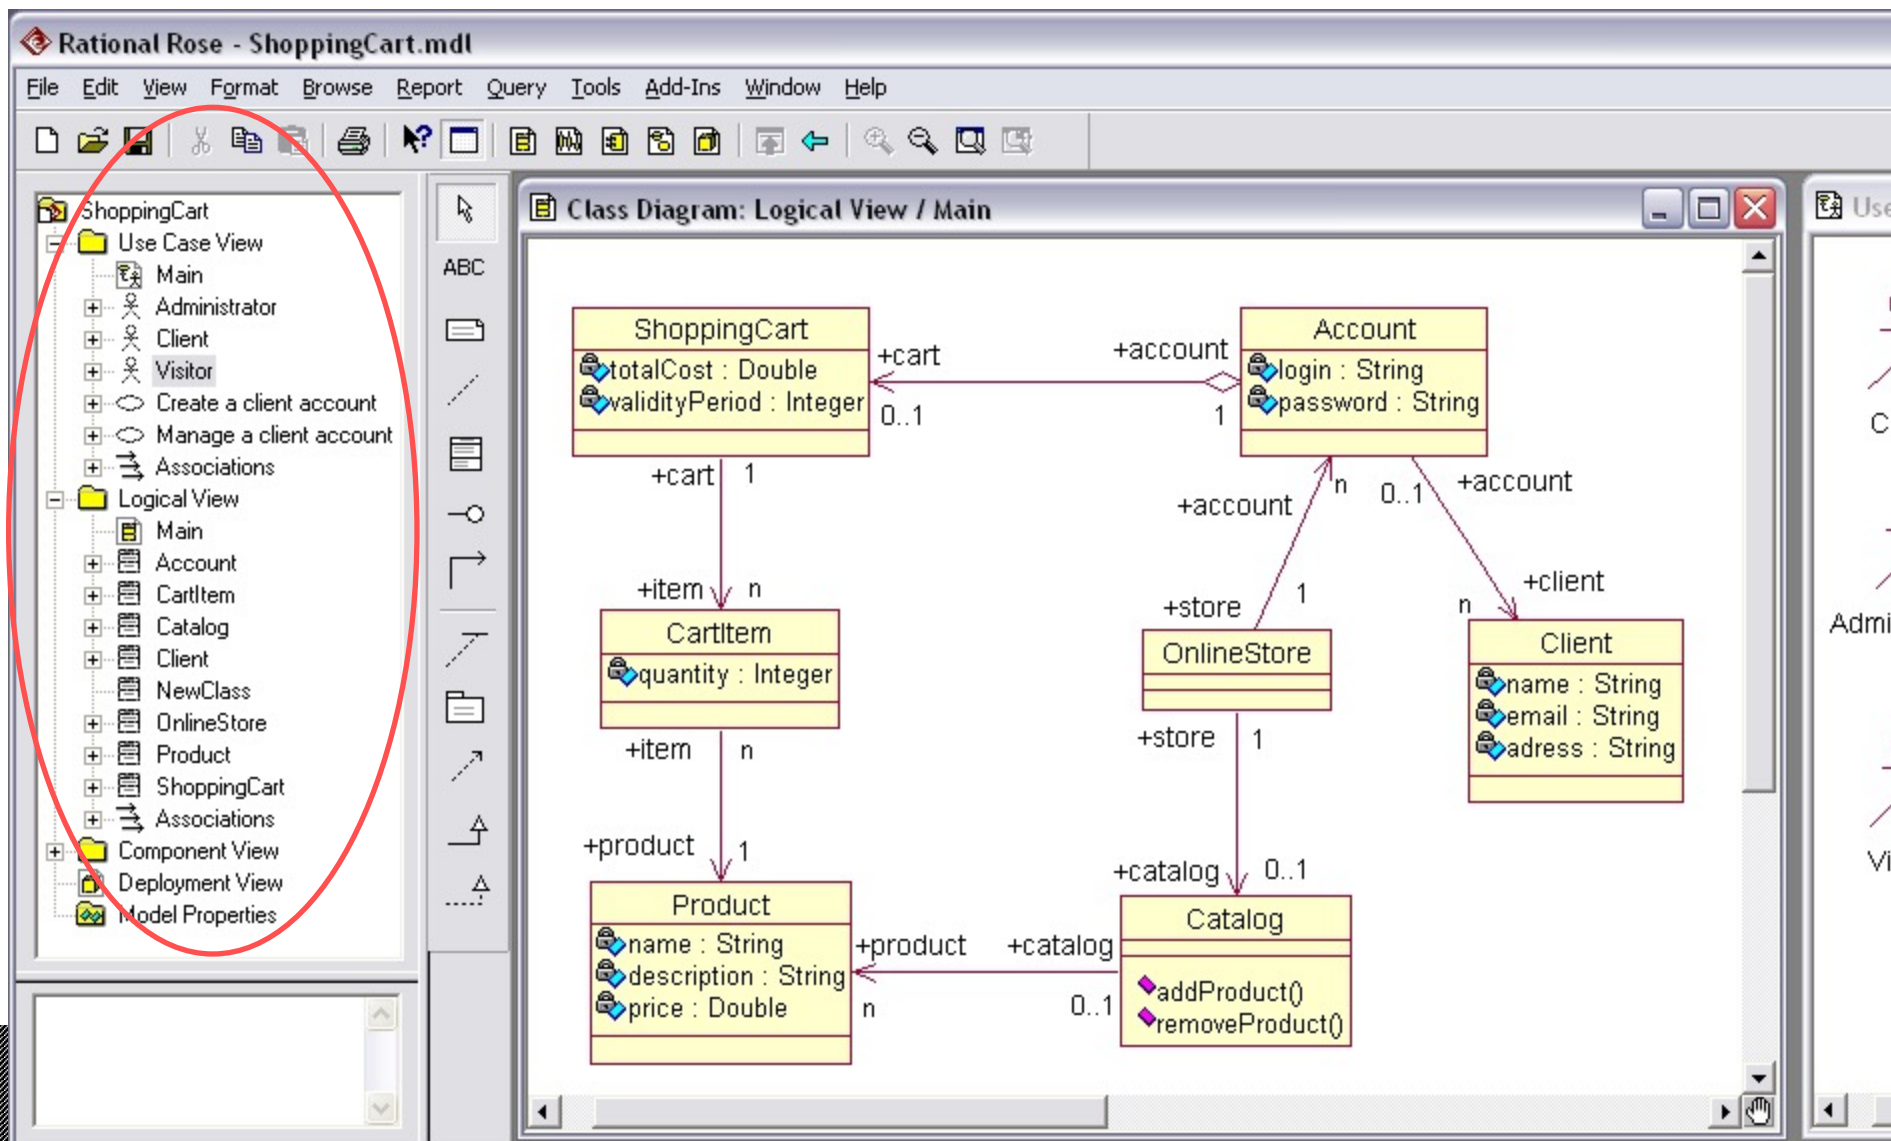 Rational Rose - ShoppingCart.mdl
File Edit View Format Browse Report Query Tools Add-Ins Window Help
ShoppingCart
Use Case View
Main
Administrator
Client
Visitor
Create a client account
Manage a client account
Associations
Logical View
Main
Account
CartItem
Catalog
Client
NewClass
OnlineStore
Product
ShoppingCart
Associations
Component View
Deployment View
Model Properties
ABC
Class Diagram: Logical View / Main
ShoppingCart
totalCost : Double
validityPeriod : Integer
+cart
0..1
+account
1
Account
login : String
password : String
+cart 1
+item n
CartItem
quantity : Integer
+item n
+product 1
Product
name : String
description : String
price : Double
+account
n
0..1
+account
+store
1
OnlineStore
+client
n
Client
name : String
email : String
adress : String
+store 1
+catalog 0..1
Catalog
addProduct()
removeProduct()
+product
n
+catalog
0..1
Use
C
Admi
Vi